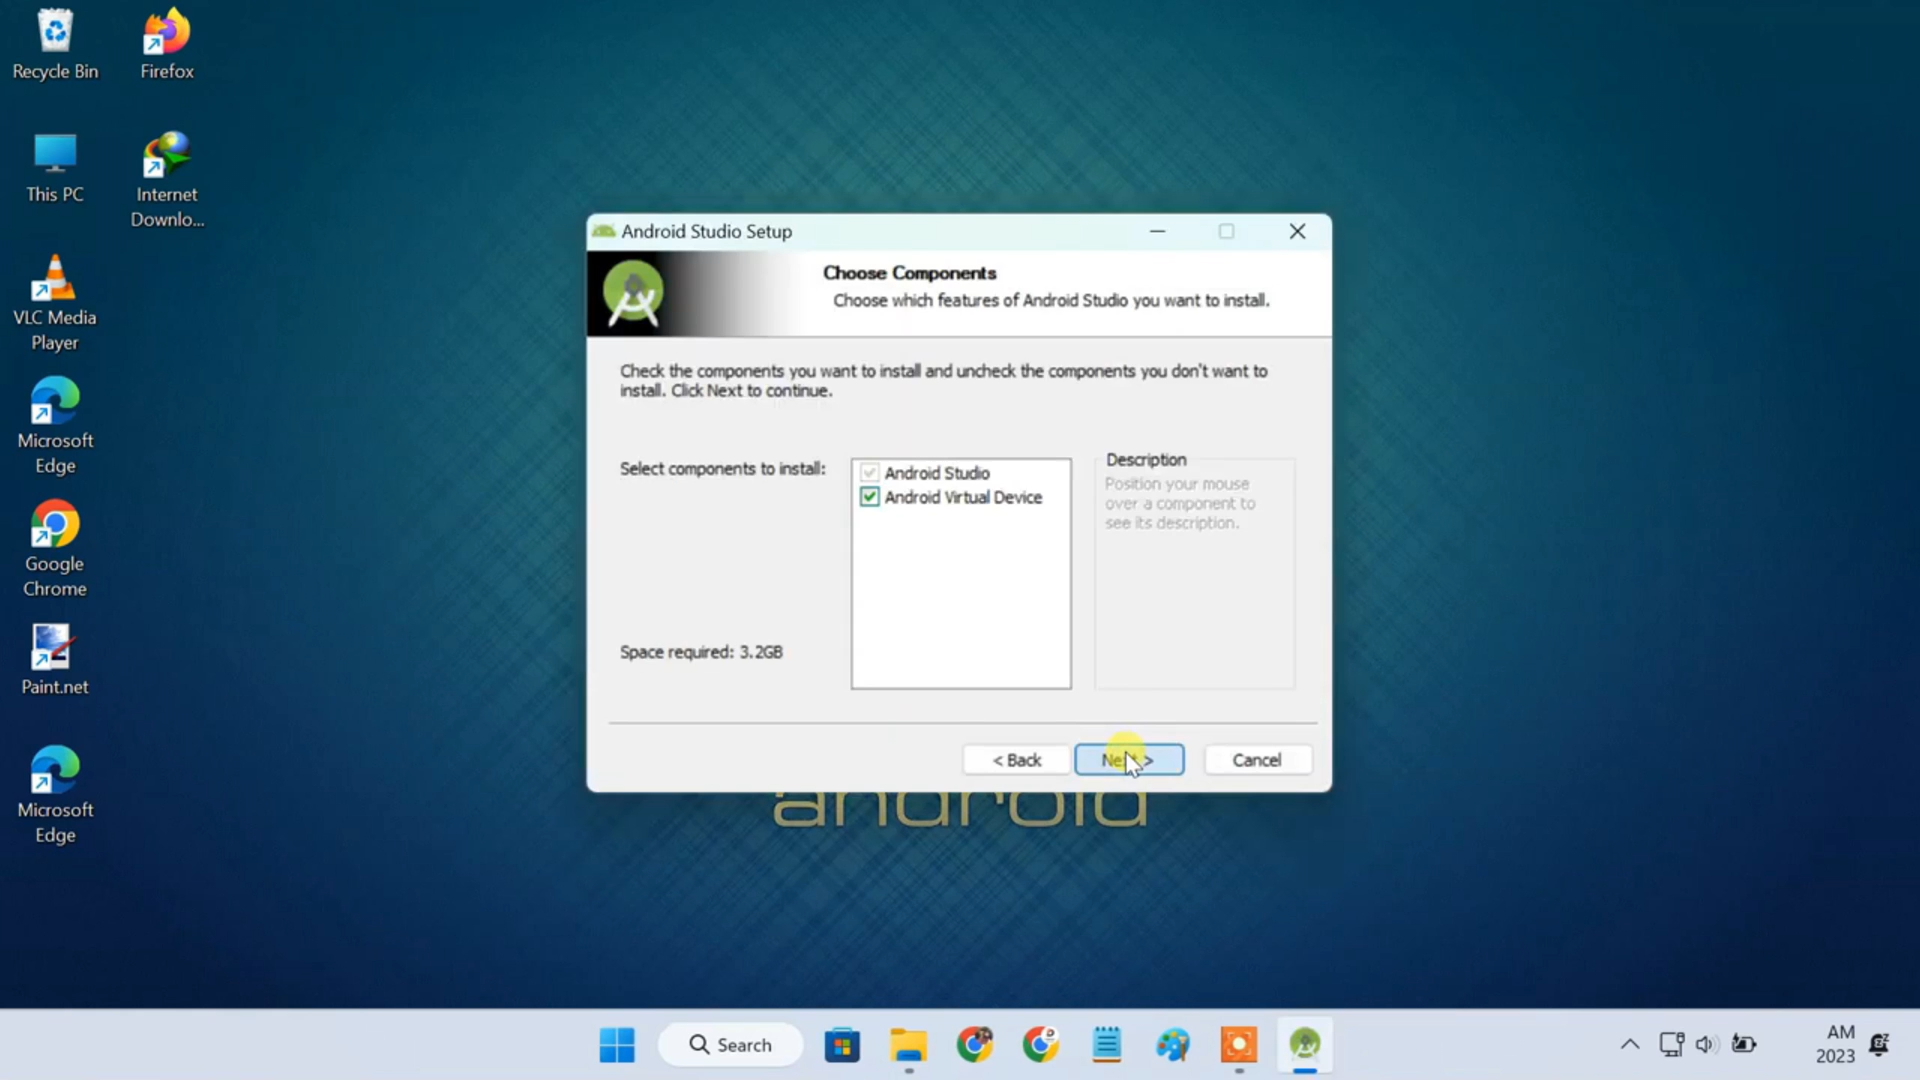 Recycle Bin
Firefox
This PC
Internet
Downlo...
VLC Media
Player
Microsoft
Edge
Google
Chrome
Paint.net
Microsoft
Edge
Android Studio Setup
Choose Components
Choose which features of Android Studio you want to install.
Check the components you want to install and uncheck the components you don't want to
install. Click Next to continue.
Select components to install:
Android Studio
Android Virtual Device
Description
Position your mouse
over a component to
see its description.
Space required: 3.2GB
< Back
Next >
Cancel
android
Search
AM
2023